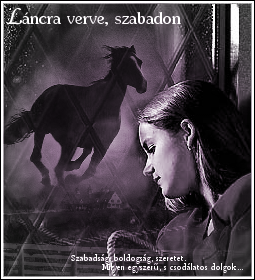 Láncra verve, szabadon
Szabadság, boldogság, szeretet.
Milyen egyszerű, s csodálatos dolgok...